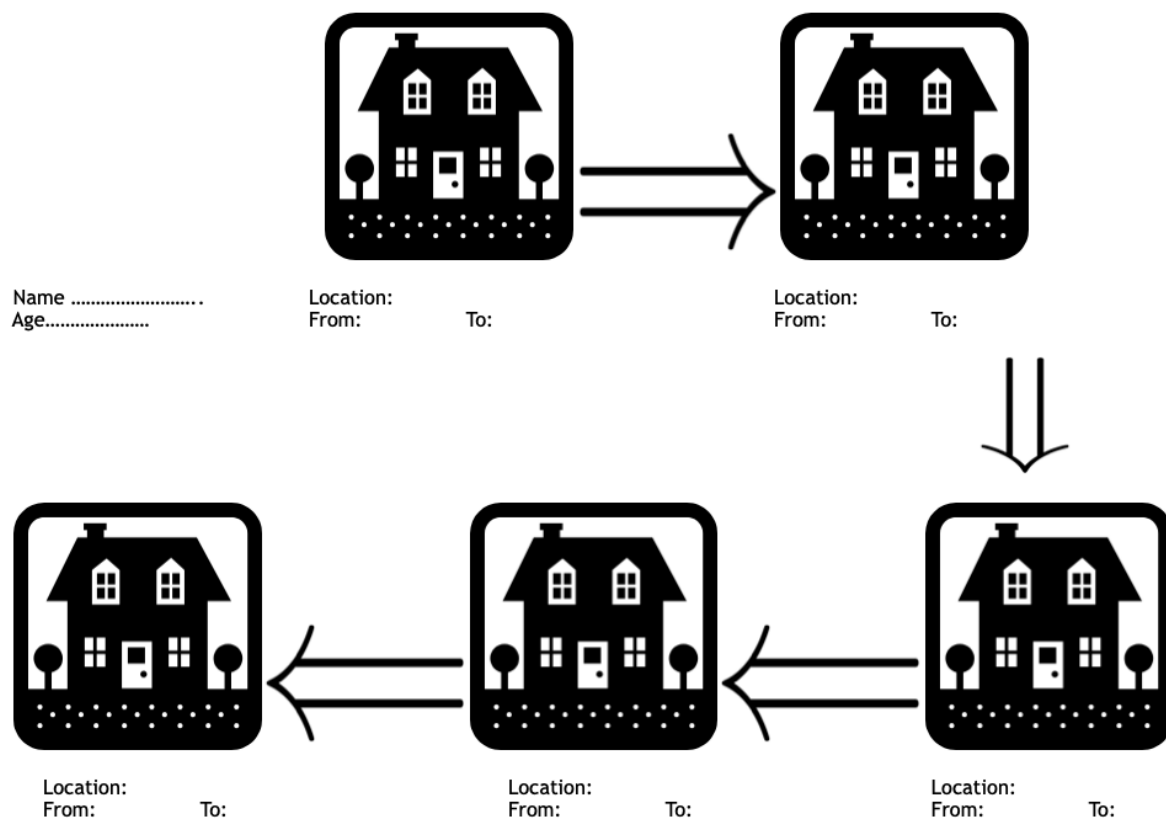 Name ……………………..
Age…………………
Location:
From: To:
Location:
From: To:
Location:
From: To:
Location:
From: To:
Location:
From: To: